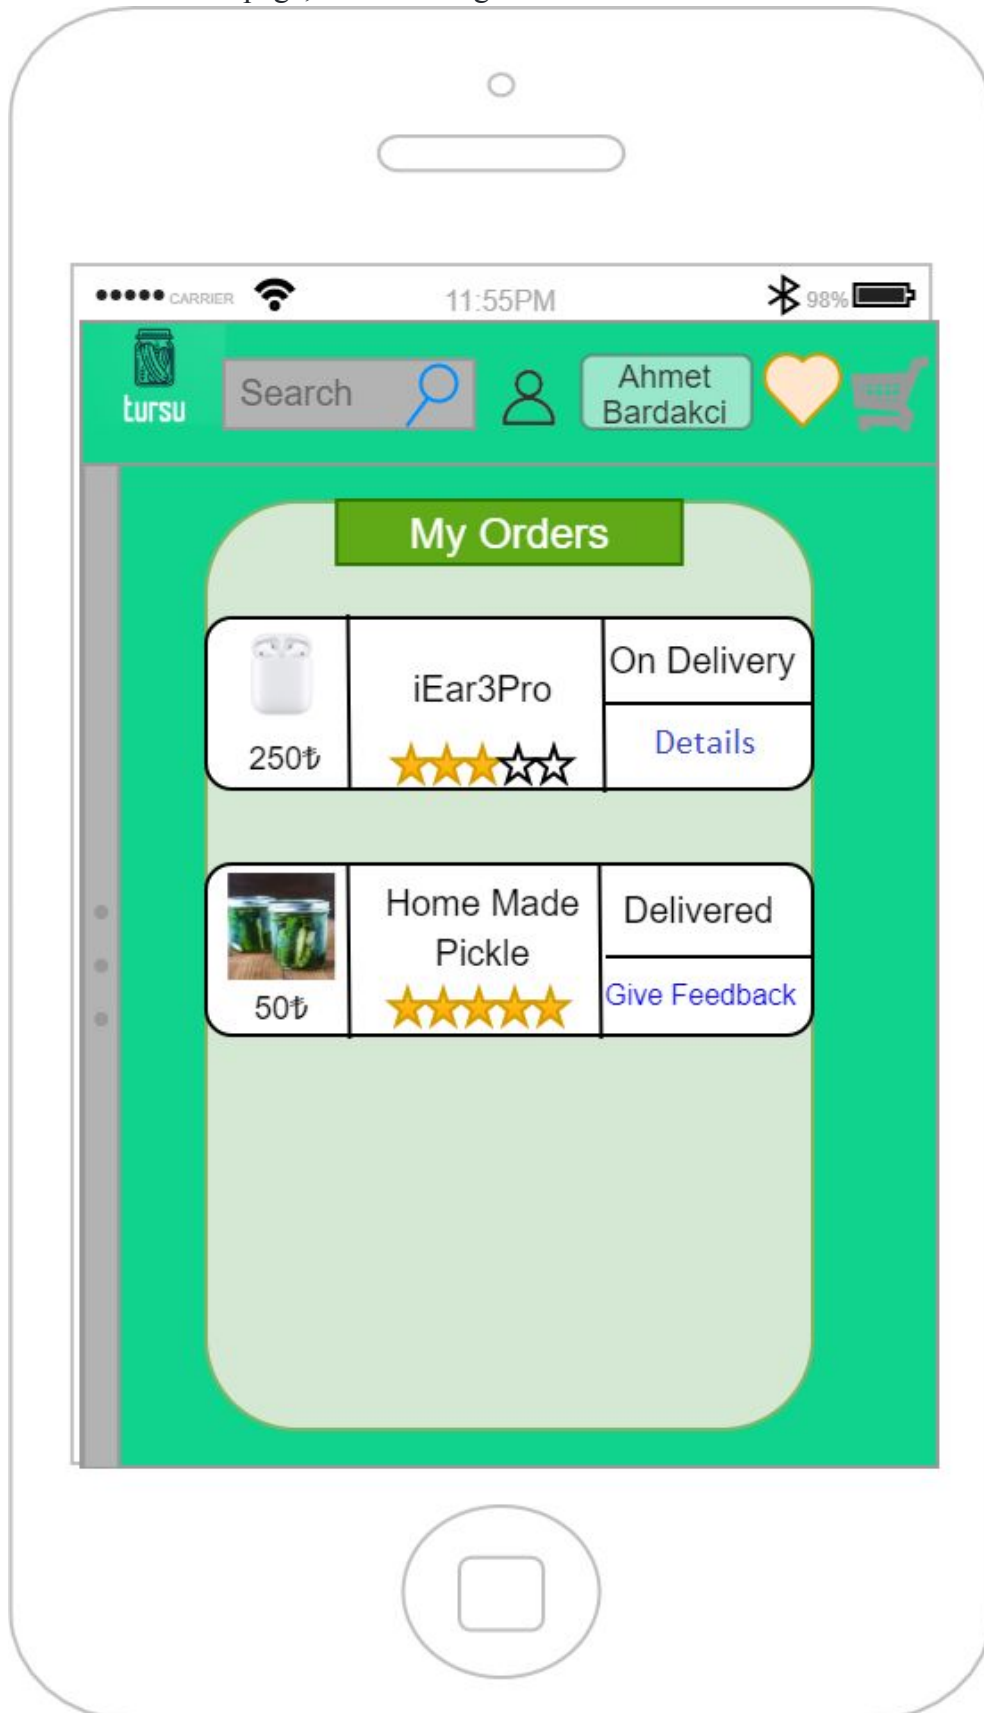 CARRIER
11:55PM
98%
tursu
Search
Ahmet
Bardakci
My Orders
iEar3Pro
250₺
On Delivery
Details
Home Made
Pickle
50₺
Delivered
Give Feedback